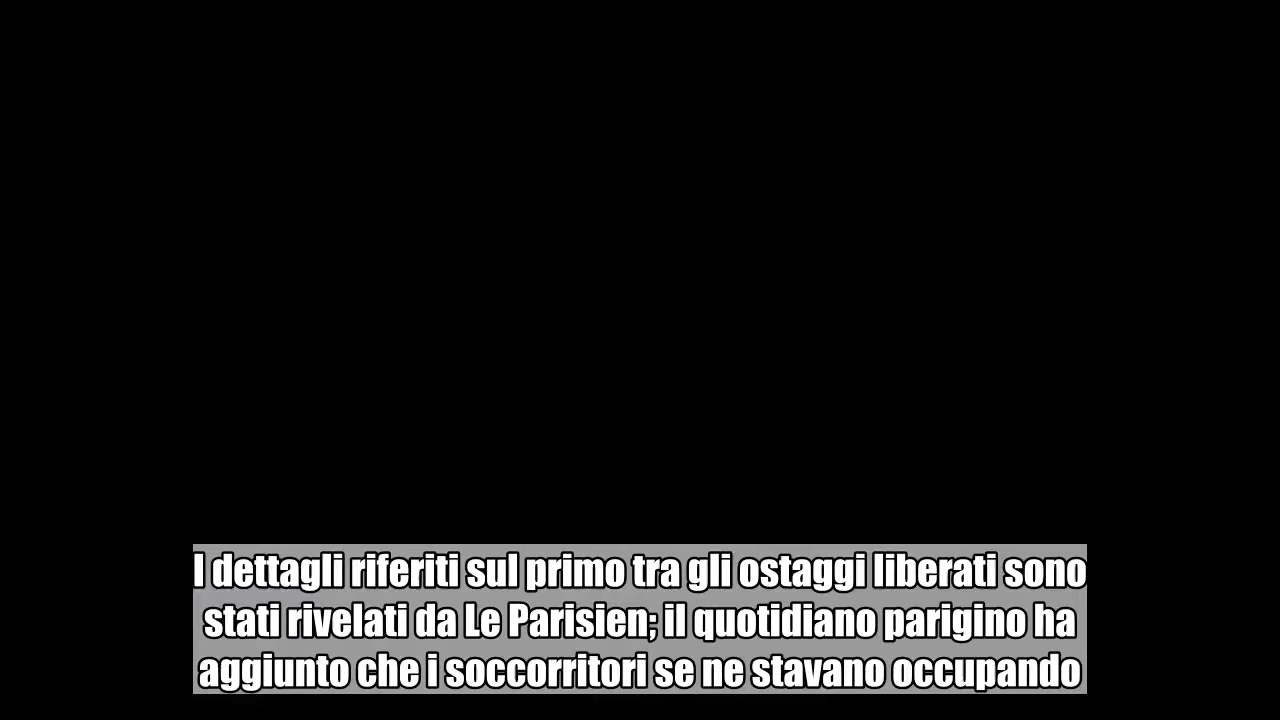 I dettagli riferiti sul primo tra gli ostaggi liberati sono
stati rivelati da Le Parisien; il quotidiano parigino ha
aggiunto che i soccorritori se ne stavano occupando